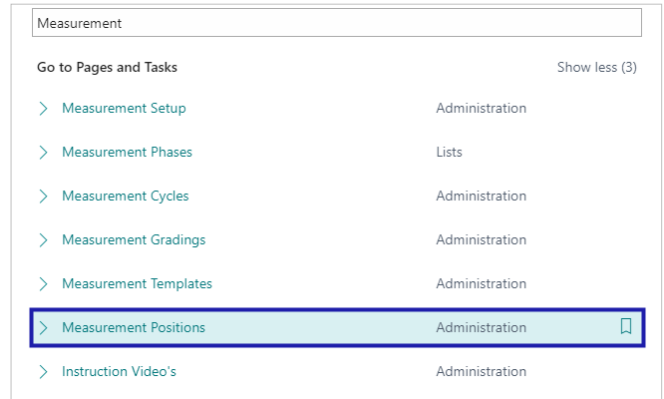 Measurement
Go to Pages and Tasks Show less (3)
Measurement Setup Administration
Measurement Phases Lists
Measurement Cycles Administration
Measurement Gradings Administration
Measurement Templates Administration
Measurement Positions Administration
Instruction Video's Administration